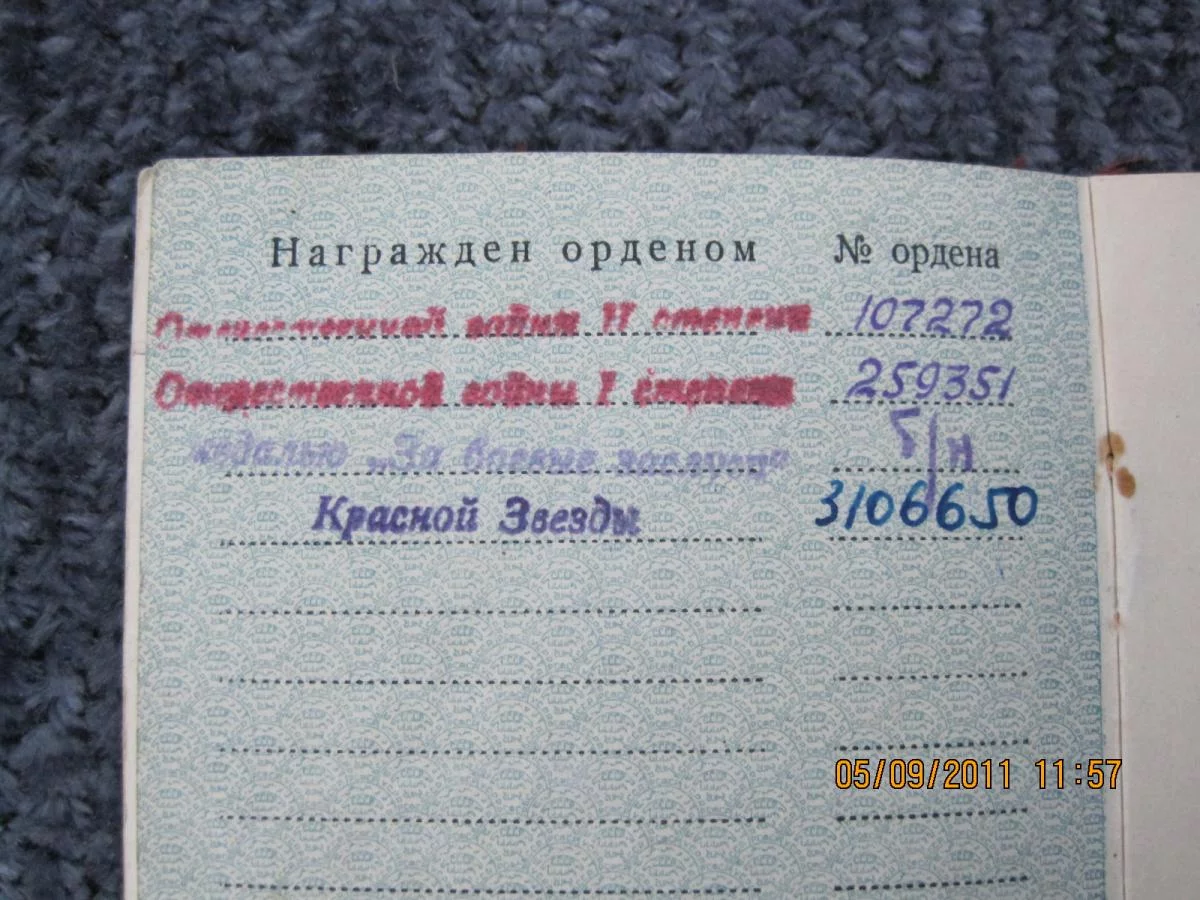 Награжден орденом № ордена
Отечественной войны II степени 107272
Отечественной войны I степени 259351
медалью „За боевые заслуги" б/н
Красной Звезды 3106650
05/09/2011 11:57